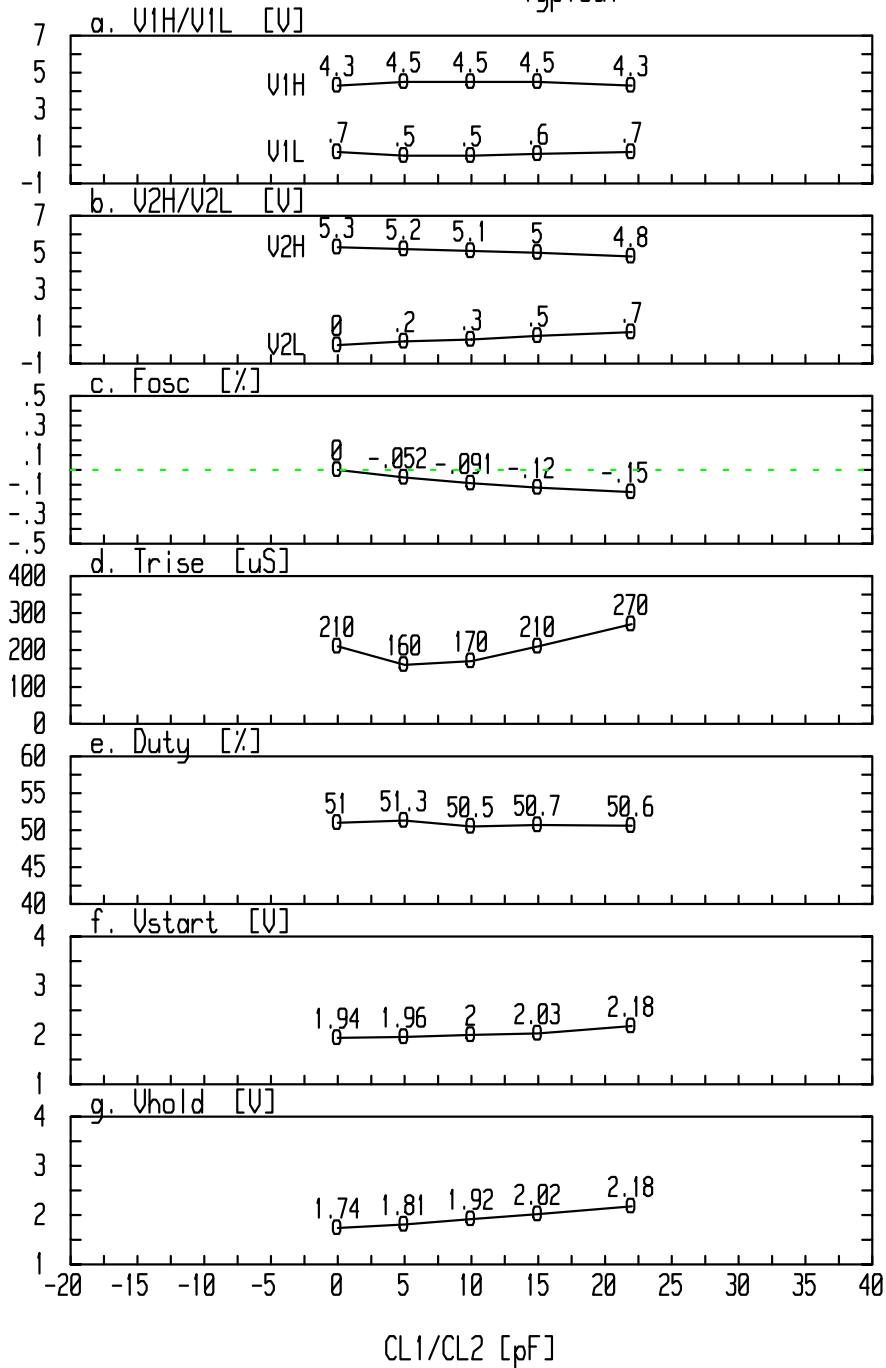 a. V1H/V1L [V]
7
5
3
1
-1
V1H
4.3 4.5 4.5 4.5 4.3
V1L
.7 .5 .5 .6 .7
b. V2H/V2L [V]
7
5
3
1
-1
V2H
5.3 5.2 5.1 5 4.8
V2L
0 .2 .3 .5 .7
c. Fosc [%]
.5
.3
.1
-.1
-.3
-.5
0 -.052 -.091 -.12 -.15
d. Trise [uS]
400
300
200
100
0
210 160 170 210 270
e. Duty [%]
60
55
50
45
40
51 51.3 50.5 50.7 50.6
f. Vstart [V]
4
3
2
1
1.94 1.96 2 2.03 2.18
g. Vhold [V]
4
3
2
1
1.74 1.81 1.92 2.02 2.18
-20 -15 -10 -5 0 5 10 15 20 25 30 35 40
CL1/CL2 [pF]